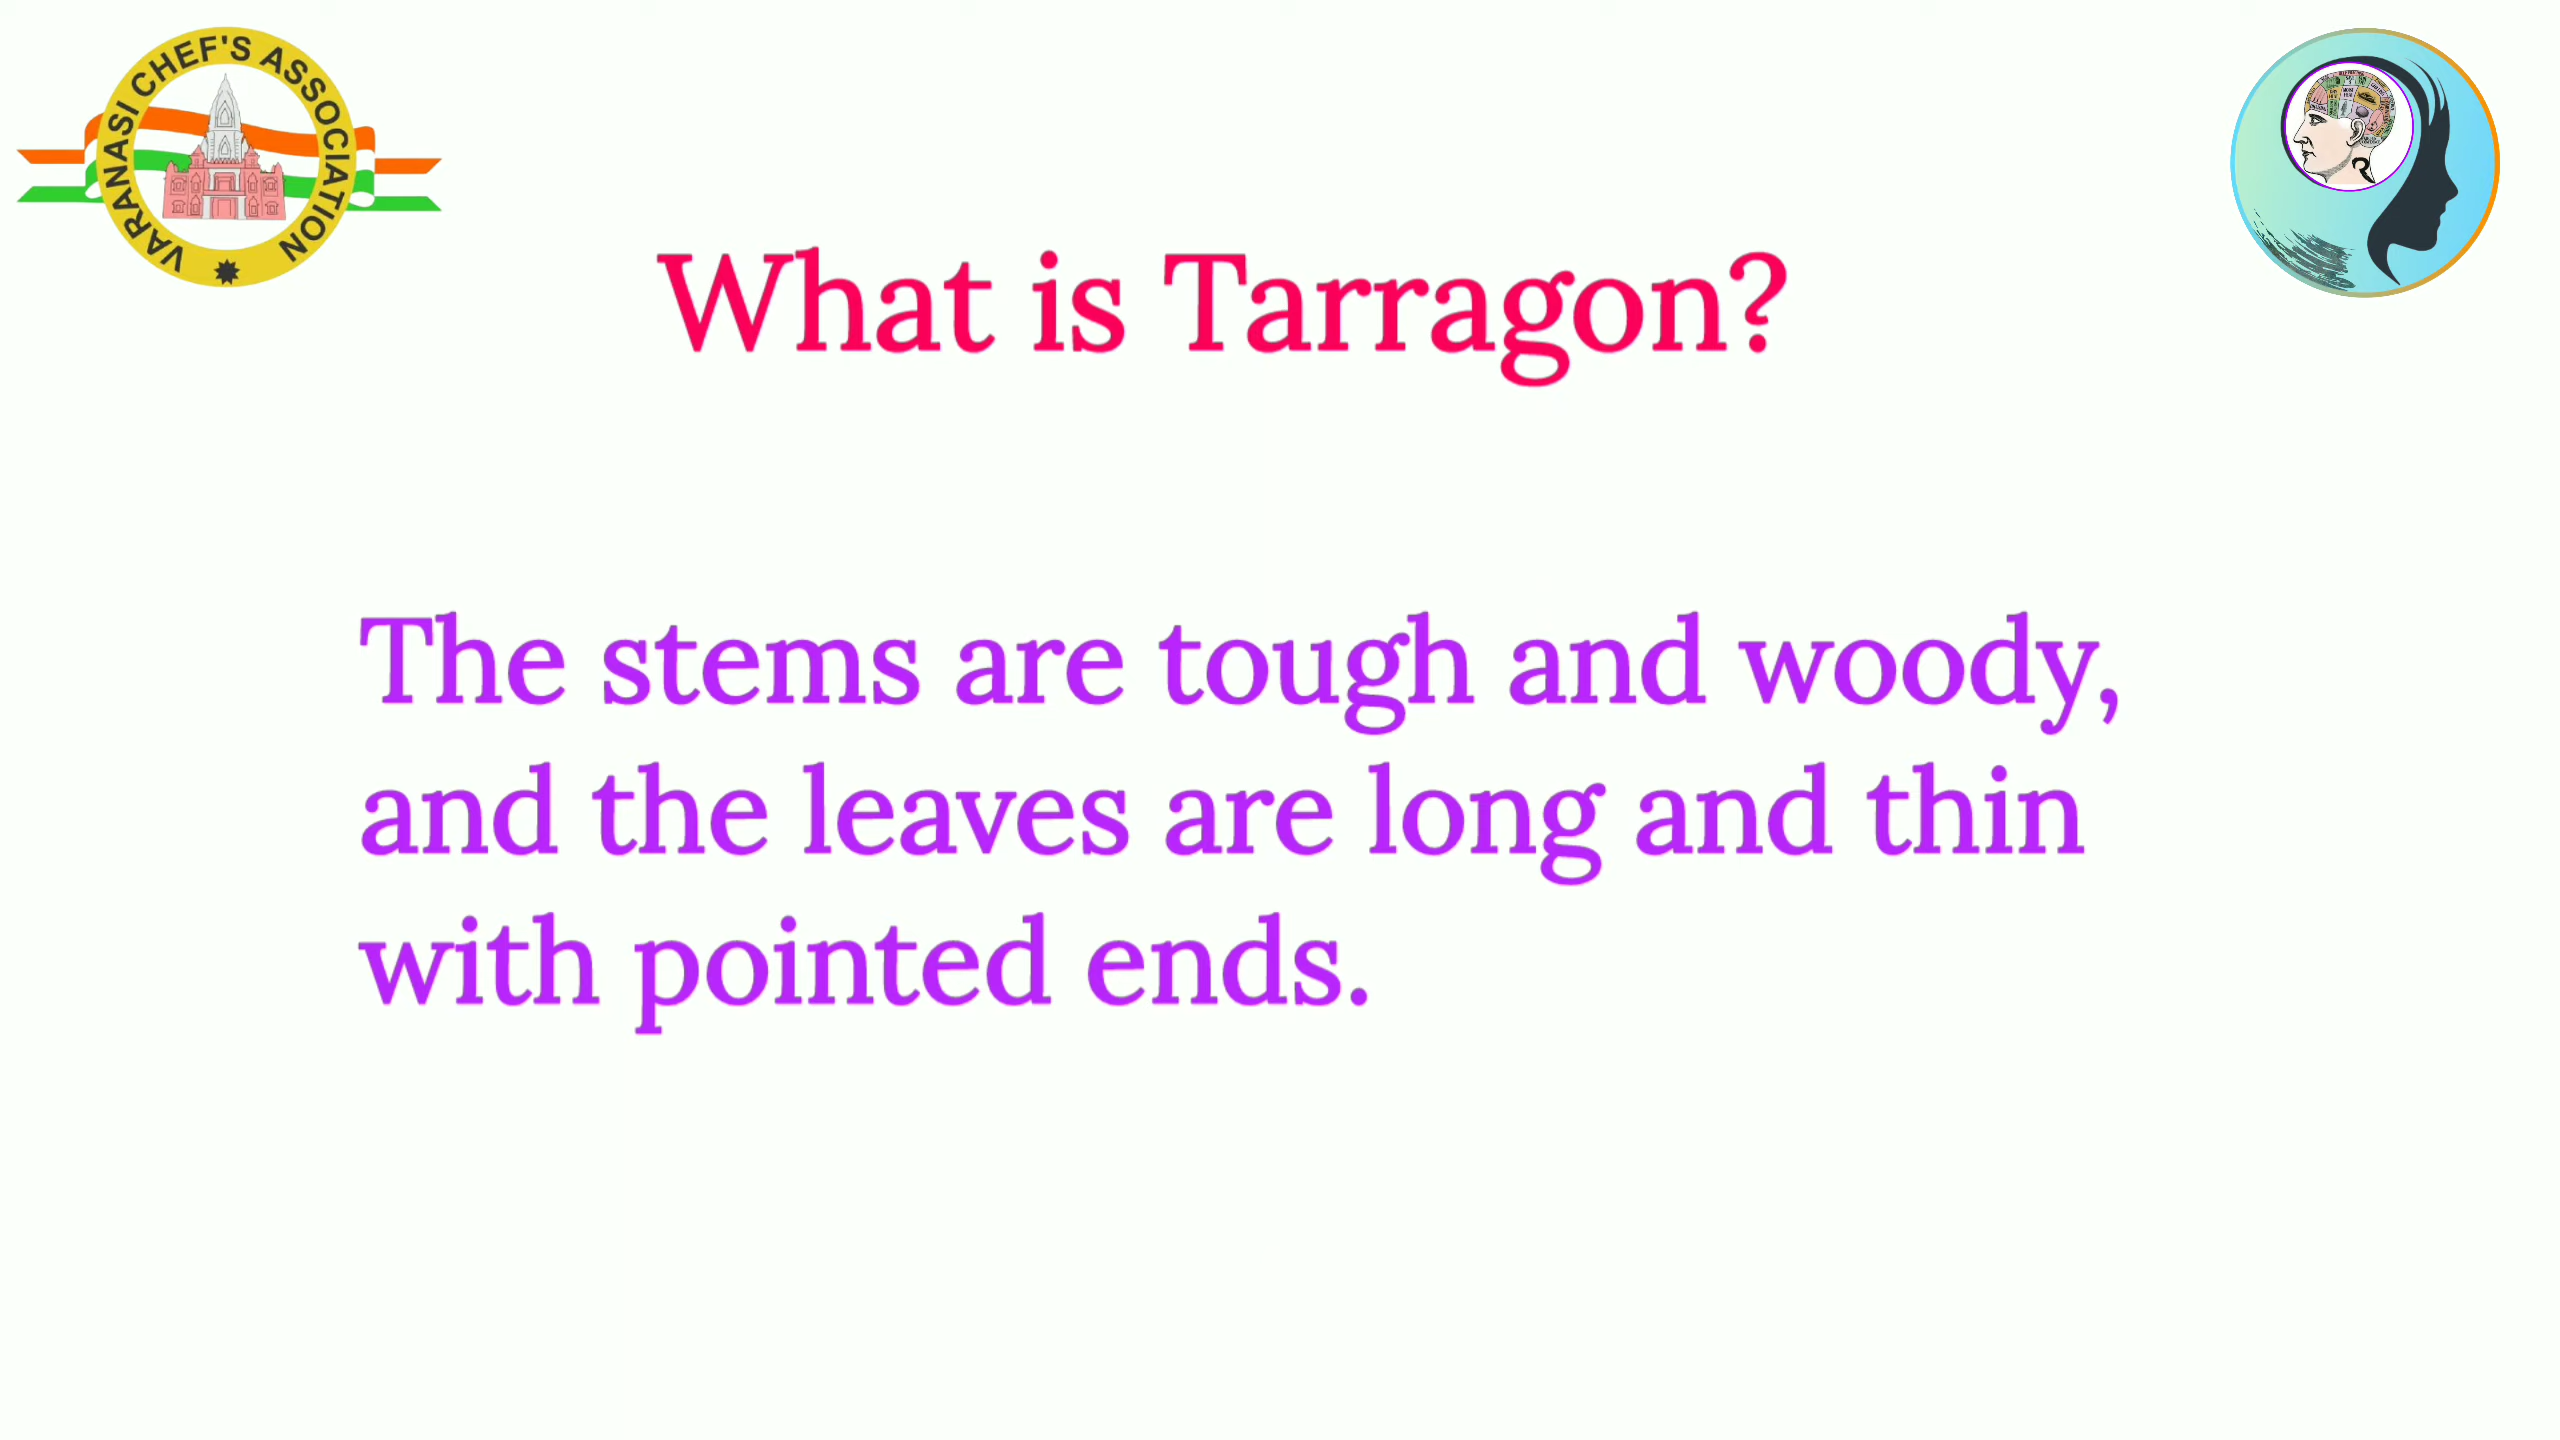 VARANASI CHEF'S ASSOCIATION
What is Tarragon?
The stems are tough and woody,
and the leaves are long and thin
with pointed ends.